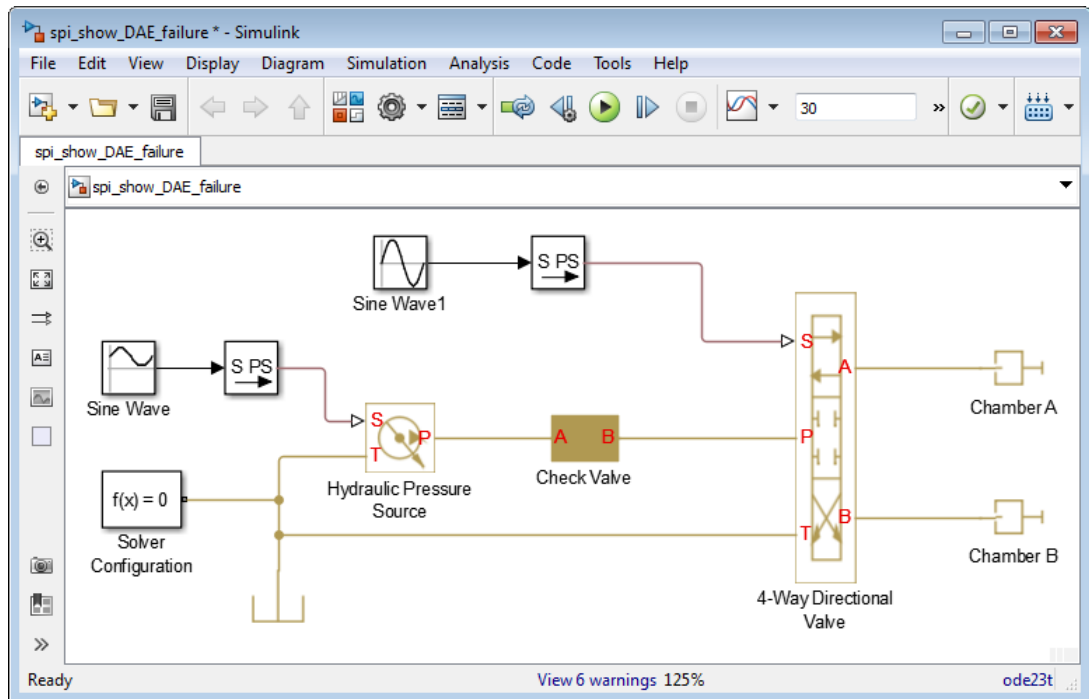 spi_show_DAE_failure * - Simulink
File Edit View Display Diagram Simulation Analysis Code Tools Help
30
»
spi_show_DAE_failure
spi_show_DAE_failure
S PS
Sine Wave1
S
A
Chamber A
S PS
Sine Wave
S
P
T
A B
P
Check Valve
Hydraulic Pressure
Source
f(x) = 0
Solver
Configuration
T
B
Chamber B
4-Way Directional
Valve
A
»
Ready
View 6 warnings 125%
ode23t